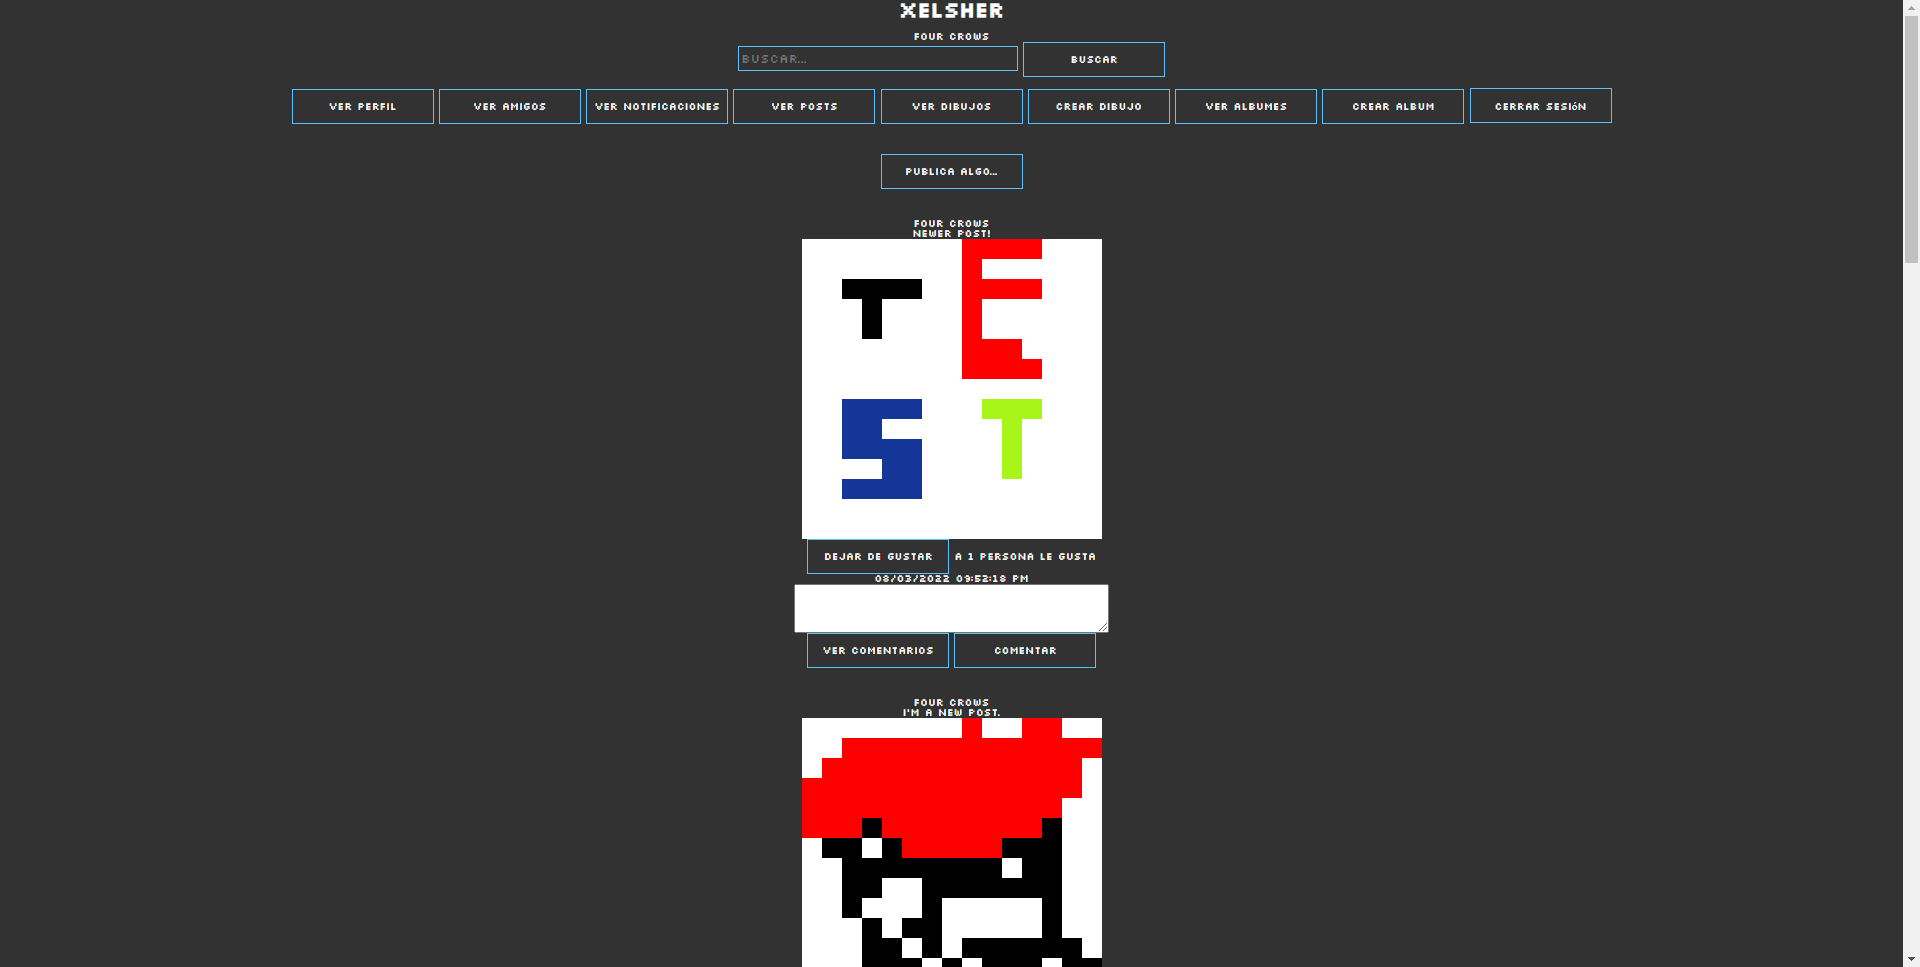 XELSHER
FOUR CROWS
BUSCAR...
BUSCAR
VER PERFIL
VER AMIGOS
VER NOTIFICACIONES
VER POSTS
VER DIBUJOS
CREAR DIBUJO
VER ALBUMES
CREAR ALBUM
CERRAR SESIÓN
PUBLICA ALGO...
FOUR CROWS
NEWER POST!
T E
S T
DEJAR DE GUSTAR
A 1 PERSONA LE GUSTA
08/03/2022 09:52:18 PM
VER COMENTARIOS
COMENTAR
FOUR CROWS
I'M A NEW POST.